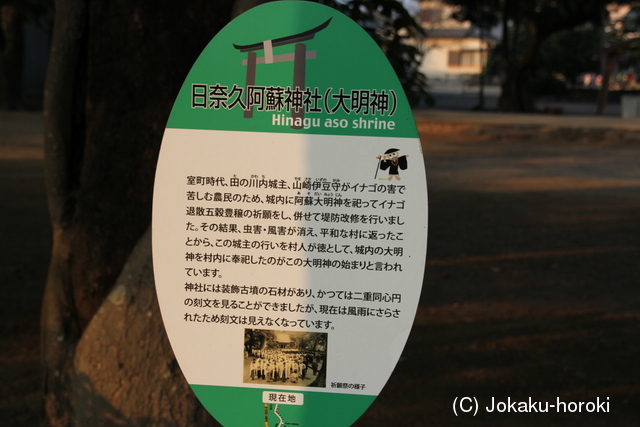 日奈久阿蘇神社(大明神)
Hinagu aso shrine
室町時代、田の川内城主、山崎伊豆守がイナゴの害で
苦しむ農民のため、城内に阿蘇大明神を祀ってイナゴ
退散五穀豊穣の祈願をし、併せて堤防改修を行いまし
た。その結果、虫害・風害が消え、平和な村に返ったこ
とから、この城主の行いを村人が徳として、城内の大明
神を村内に奉祀したのがこの大明神の始まりと言われ
ています。
神社には装飾古墳の石材があり、かつては二重同心円
の刻文を見ることができましたが、現在は風雨にさらさ
れたため刻文は見えなくなっています。
祈願祭の様子
現在地
(C) Jokaku-horoki